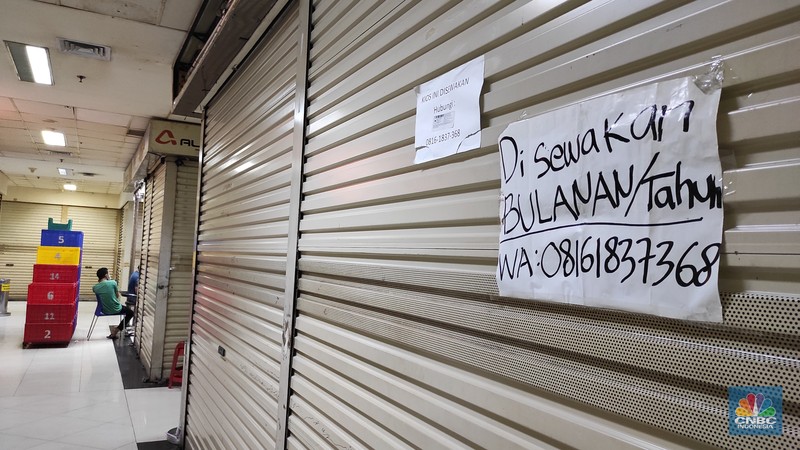 KIOS INI DISEWAKAN
Hubungi
0816-1837-368
Di sewakan
BULANAN/Tahun
WA:08161837368
5
4
14
6
11
2
CNBC
INDONESIA